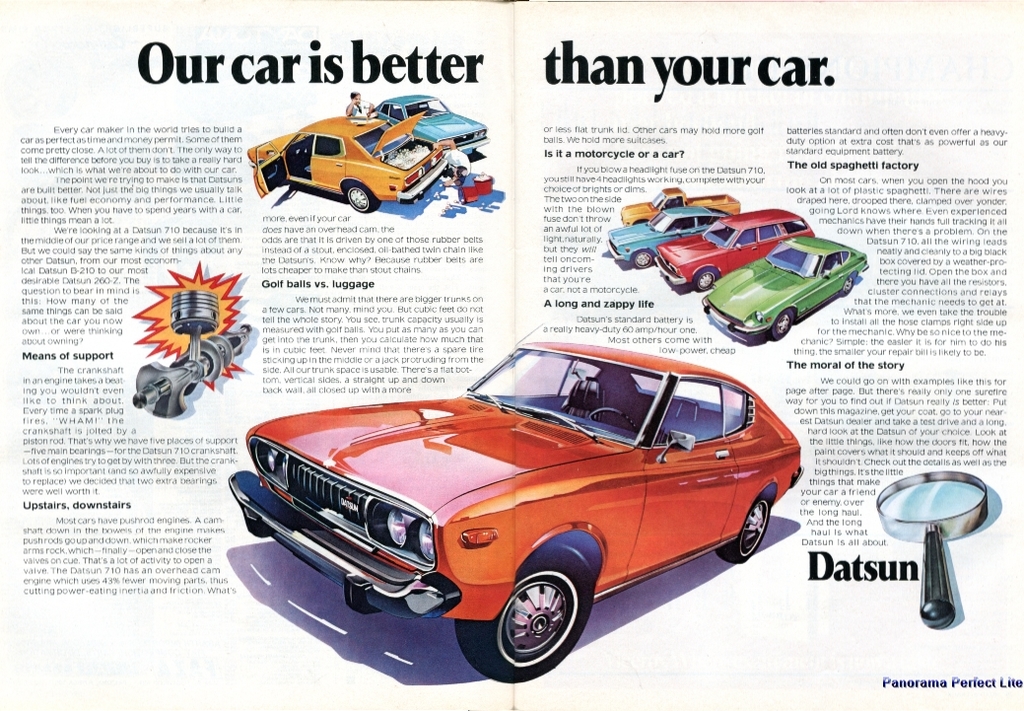 Our car is better than your car.
Every car maker in the world tries to build a
car as perfect as time and money permit. Some of them
come pretty close. A lot of them don't. The only way to
tell the difference before you buy is to take a really hard
look...which is what we're about to do with our car.
The point we're trying to make is that Datsuns
are built better. Not just the big things we usually talk
about, like fuel economy and performance. Little
things, too. When you have to spend years with a car,
little things mean a lot.
We're looking at a Datsun 710 because it's in
the middle of our price range and we sell a lot of them.
But we could say the same kinds of things about any
other Datsun, from our most econom-
ical Datsun B-210 to our most
desirable Datsun 260-Z. The
question to bear in mind is
this: How many of the
same things can be said
about the car you now
own... or were thinking
about owning?
Means of support
The crankshaft
in an engine takes a beat-
ing you wouldn't even
like to think about.
Every time a spark plug
fires, "WHAM!" the
crankshaft is jolted by a
piston rod. That's why we have five places of support
—five main bearings—for the Datsun 710 crankshaft.
Lots of engines try to get by with three. But the crank-
shaft is so important (and so awfully expensive
to replace) we decided that two extra bearings
were well worth it.
Upstairs, downstairs
Most cars have pushrod engines. A cam-
shaft down in the bowels of the engine makes
push rods go up and down, which make rocker
arms rock, which—finally—open and close the
valves on cue. That's a lot of activity to open a
valve. The Datsun 710 has an overhead cam
engine which uses 43% fewer moving parts, thus
cutting power-eating inertia and friction. What's
more, even if your car
does have an overhead cam, the
odds are that it is driven by one of those rubber belts
instead of a stout, enclosed, oil-bathed twin chain like
the Datsun's. Know why? Because rubber belts are
lots cheaper to make than stout chains.
Golf balls vs. luggage
We must admit that there are bigger trunks on
a few cars. Not many, mind you. But cubic feet do not
tell the whole story. You see, trunk capacity usually is
measured with golf balls. You put as many as you can
get into the trunk, then you calculate how much that
is in cubic feet. Never mind that there's a spare tire
sticking up in the middle or a jack protruding from the
side. All our trunk space is usable. There's a flat bot-
tom, vertical sides, a straight up and down
back wall, all closed up with a more
or less flat trunk lid. Other cars may hold more golf
balls. We hold more suitcases.
Is it a motorcycle or a car?
If you blow a headlight fuse on the Datsun 710,
you still have 4 headlights working, complete with your
choice of brights or dims.
The two on the side
with the blown
fuse don't throw
an awful lot of
light, naturally,
but they will
tell oncom-
ing drivers
that you're
a car, not a motorcycle.
A long and zappy life
Datsun's standard battery is
a really heavy-duty 60 amp/hour one.
Most others come with
low-power, cheap
batteries standard and often don't even offer a heavy-
duty option at extra cost that's as powerful as our
standard equipment battery.
The old spaghetti factory
On most cars, when you open the hood you
look at a lot of plastic spaghetti. There are wires
draped here, drooped there, clamped over yonder,
going Lord knows where. Even experienced
mechanics have their hands full tracking it all
down when there's a problem. On the
Datsun 710, all the wiring leads
neatly and cleanly to a big black
box covered by a weather-pro-
tecting lid. Open the box and
there you have all the resistors,
cluster connections and relays
that the mechanic needs to get at.
What's more, we even take the trouble
to install all the hose clamps right side up
for the mechanic. Why be so nice to the me-
chanic? Simple: the easier it is for him to do his
thing, the smaller your repair bill is likely to be.
The moral of the story
We could go on with examples like this for
page after page. But there's really only one surefire
way for you to find out if Datsun really is better: Put
down this magazine, get your coat, go to your near-
est Datsun dealer and take a test drive and a long,
hard look at the Datsun of your choice. Look at
the little things, like how the doors fit, how the
paint covers what it should and keeps off what
it shouldn't. Check out the details as well as the
big things. It's the little
things that make
your car a friend
or enemy, over
the long haul.
And the long
haul is what
Datsun is all about.
Datsun
DATSUN
Panorama Perfect Lite